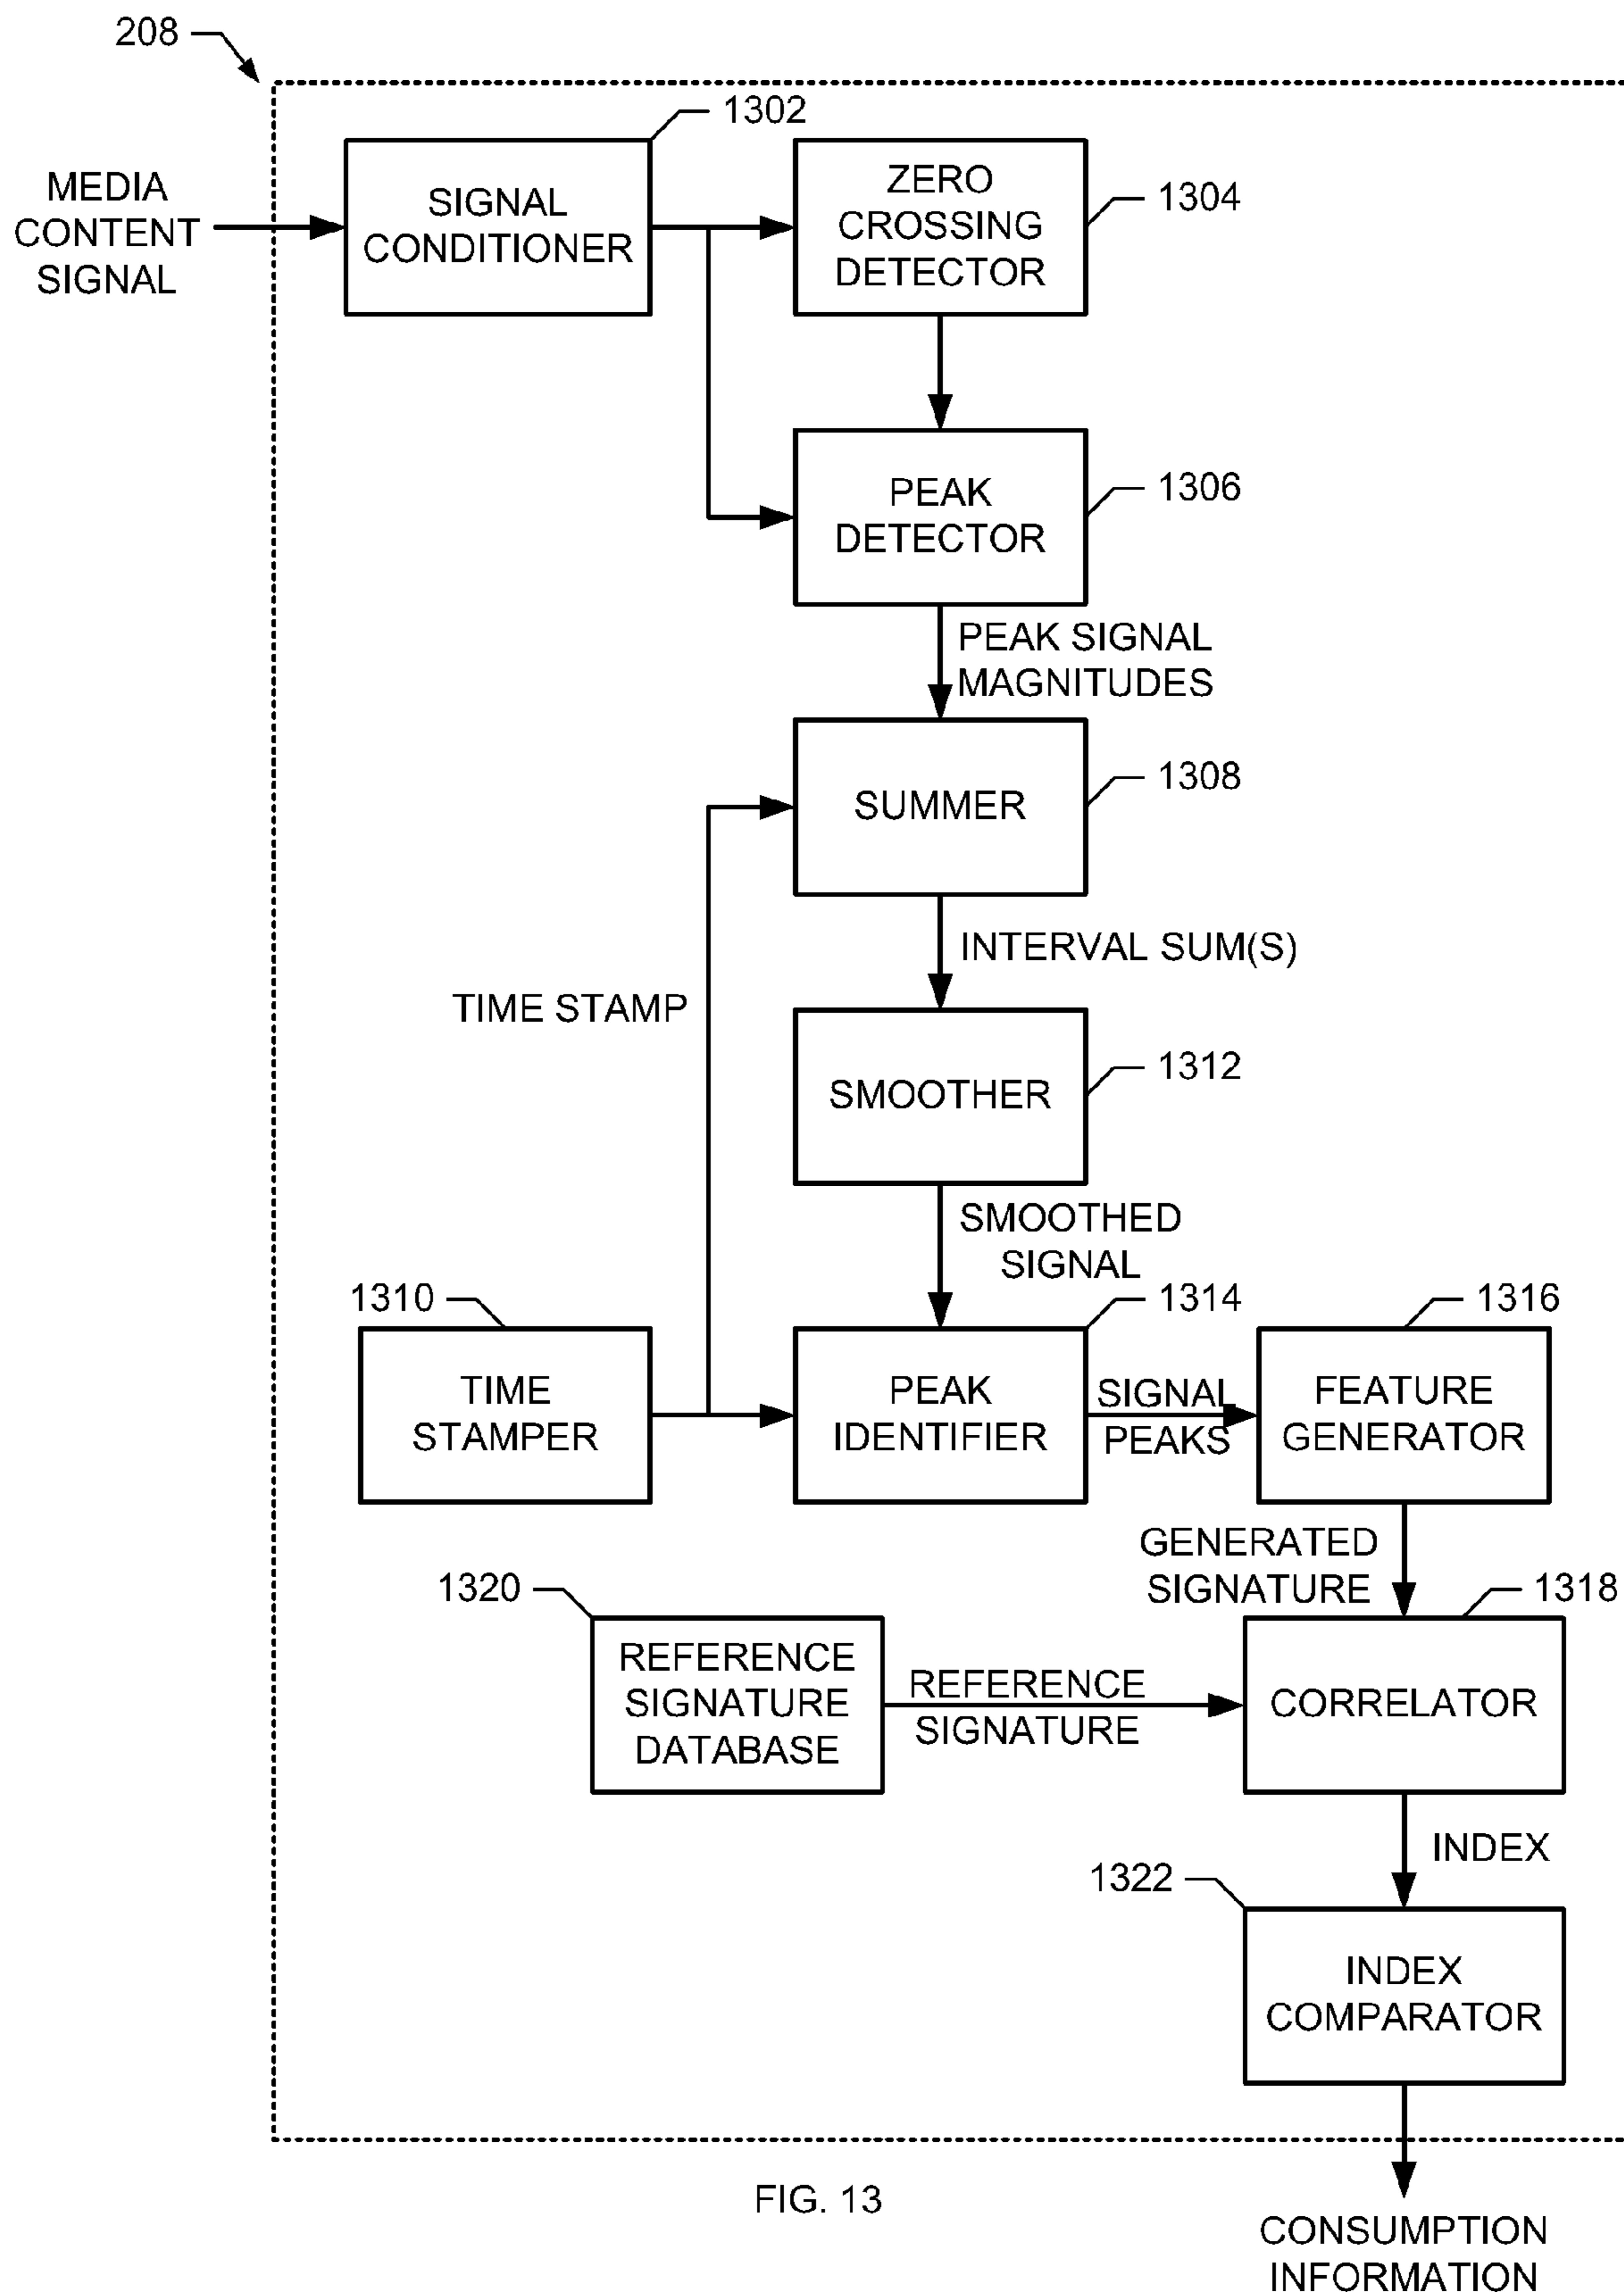 208
1302
MEDIA
CONTENT
SIGNAL
SIGNAL
CONDITIONER
ZERO
CROSSING
DETECTOR
1304
PEAK
DETECTOR
1306
PEAK SIGNAL
MAGNITUDES
SUMMER
1308
INTERVAL SUM(S)
TIME STAMP
SMOOTHER
1312
SMOOTHED
SIGNAL
1310
1314
1316
TIME
STAMPER
PEAK
IDENTIFIER
SIGNAL
PEAKS
FEATURE
GENERATOR
GENERATED
SIGNATURE
1320
1318
REFERENCE
SIGNATURE
DATABASE
REFERENCE
SIGNATURE
CORRELATOR
INDEX
1322
INDEX
COMPARATOR
FIG. 13
CONSUMPTION
INFORMATION